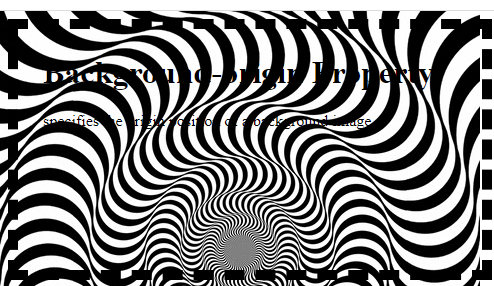 Background-origin Property
specifies the origin position of a background image